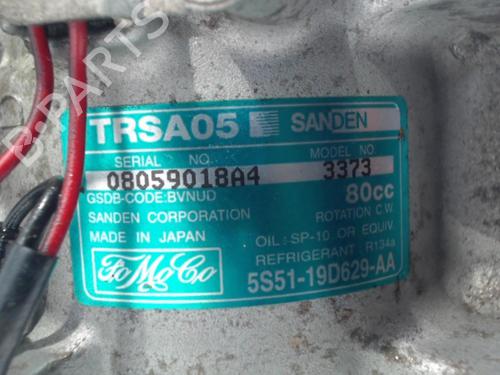 TRSA05 SANDEN
SERIAL NO. MODEL NO.
08059018A4 3373
GSDB-CODE:BVNUD 80cc
SANDEN CORPORATION ROTATION C.W.
MADE IN JAPAN OIL:SP-10 OR EQUIV.
REFRIGERANT R134a
FoMoCo 5S51-19D629-AA
B-PARTS